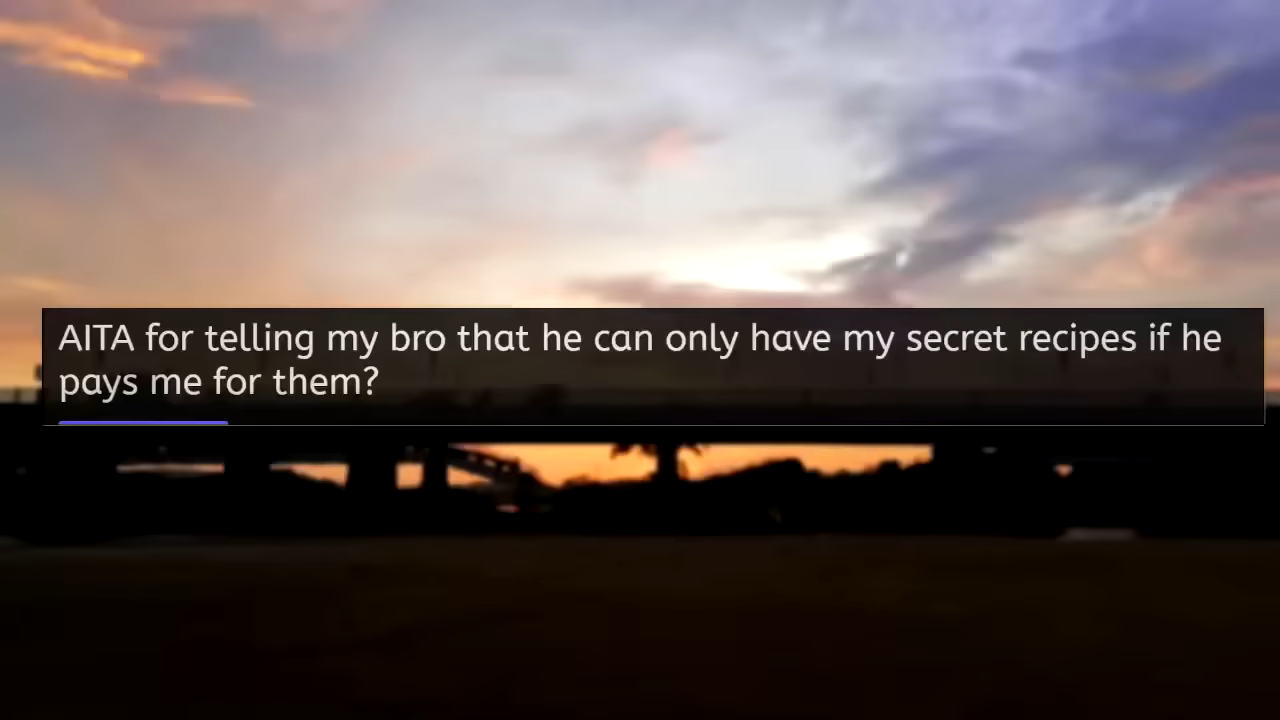 AITA for telling my bro that he can only have my secret recipes if he
pays me for them?